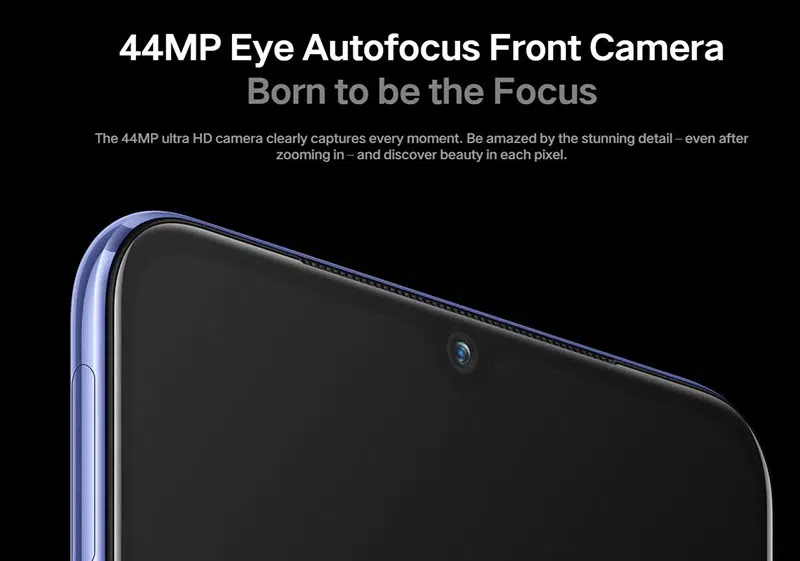 44MP Eye Autofocus Front Camera
Born to be the Focus
The 44MP ultra HD camera clearly captures every moment. Be amazed by the stunning detail – even after
zooming in – and discover beauty in each pixel.